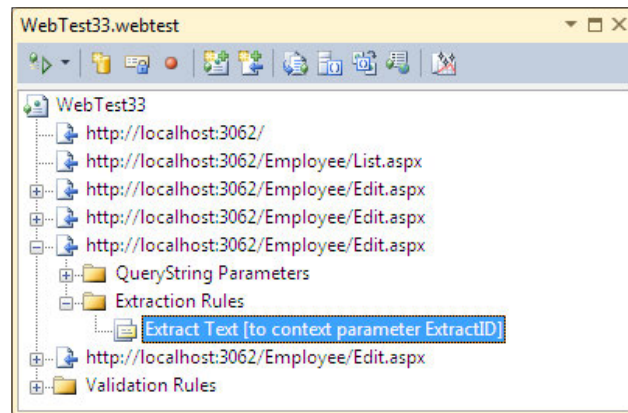 WebTest33.webtest
WebTest33
http://localhost:3062/
http://localhost:3062/Employee/List.aspx
http://localhost:3062/Employee/Edit.aspx
http://localhost:3062/Employee/Edit.aspx
http://localhost:3062/Employee/Edit.aspx
QueryString Parameters
Extraction Rules
Extract Text [to context parameter ExtractID]
http://localhost:3062/Employee/Edit.aspx
Validation Rules